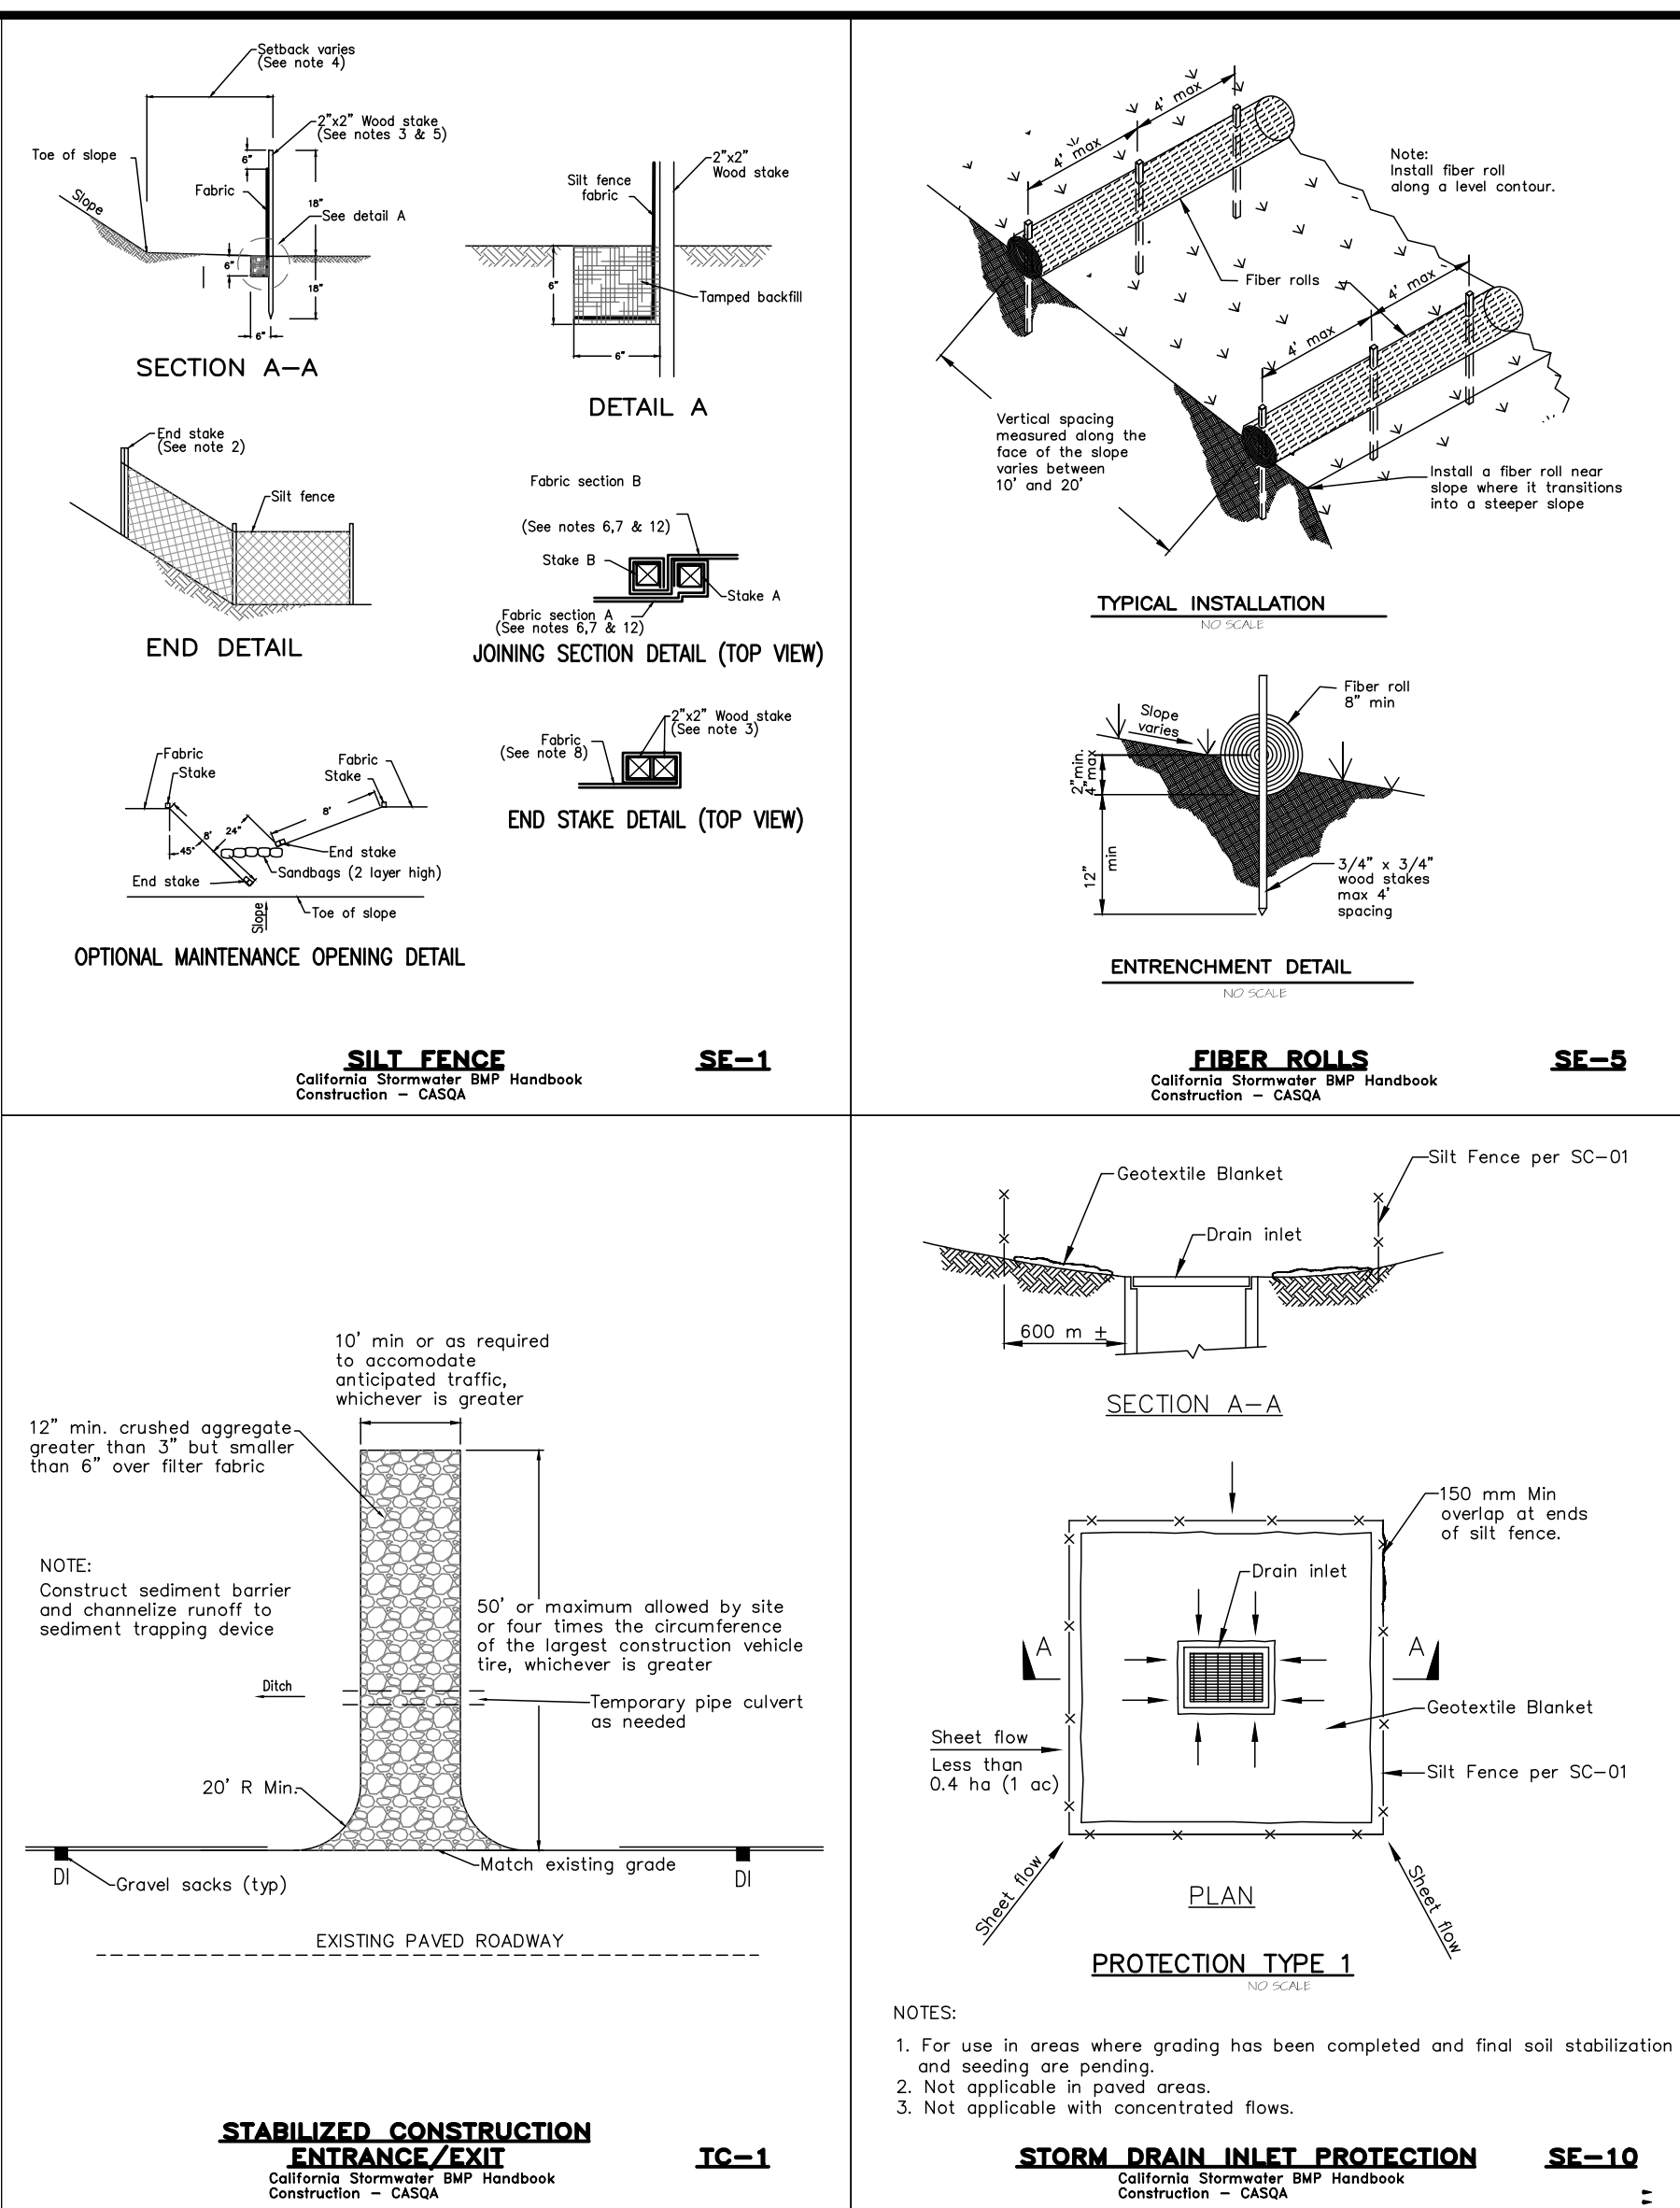 Setback varies
(See note 4)
2"x2" Wood stake
(See notes 3 & 5)
Toe of slope
6"
Fabric
Slope
18"
See detail A
6"
18"
6"
SECTION A-A
2"x2"
Wood stake
Silt fence
fabric
6"
Tamped backfill
6"
DETAIL A
End stake
(See note 2)
Silt fence
END DETAIL
Fabric section B
(See notes 6,7 & 12)
Stake B
Stake A
Fabric section A
(See notes 6,7 & 12)
JOINING SECTION DETAIL (TOP VIEW)
2"x2" Wood stake
(See note 3)
Fabric
(See note 8)
END STAKE DETAIL (TOP VIEW)
Fabric
Stake
Fabric
Stake
8'
24"
8'
45°
End stake
Sandbags (2 layer high)
End stake
Toe of slope
Slope
OPTIONAL MAINTENANCE OPENING DETAIL
SILT FENCE
SE-1
California Stormwater BMP Handbook
Construction - CASQA
4' max
4' max
Note:
Install fiber roll
along a level contour.
Fiber rolls
4' max
4' max
Vertical spacing
measured along the
face of the slope
varies between
10' and 20'
Install a fiber roll near
slope where it transitions
into a steeper slope
TYPICAL INSTALLATION
NO SCALE
Fiber roll
8" min
Slope
varies
2"min.
4"max
12"
min
3/4" x 3/4"
wood stakes
max 4'
spacing
ENTRENCHMENT DETAIL
NO SCALE
FIBER ROLLS
SE-5
California Stormwater BMP Handbook
Construction - CASQA
10' min or as required
to accomodate
anticipated traffic,
whichever is greater
12" min. crushed aggregate
greater than 3" but smaller
than 6" over filter fabric
NOTE:
Construct sediment barrier
and channelize runoff to
sediment trapping device
50' or maximum allowed by site
or four times the circumference
of the largest construction vehicle
tire, whichever is greater
Ditch
Temporary pipe culvert
as needed
20' R Min.
Match existing grade
DI
Gravel sacks (typ)
DI
EXISTING PAVED ROADWAY
STABILIZED CONSTRUCTION
ENTRANCE/EXIT
TC-1
California Stormwater BMP Handbook
Construction - CASQA
Silt Fence per SC-01
Geotextile Blanket
Drain inlet
600 m ±
SECTION A-A
150 mm Min
overlap at ends
of silt fence.
Drain inlet
A
A
Geotextile Blanket
Sheet flow
Less than
0.4 ha (1 ac)
Silt Fence per SC-01
Sheet flow
Sheet flow
PLAN
PROTECTION TYPE 1
NO SCALE
NOTES:
1. For use in areas where grading has been completed and final soil stabilization
and seeding are pending.
2. Not applicable in paved areas.
3. Not applicable with concentrated flows.
STORM DRAIN INLET PROTECTION
SE-10
California Stormwater BMP Handbook
Construction - CASQA